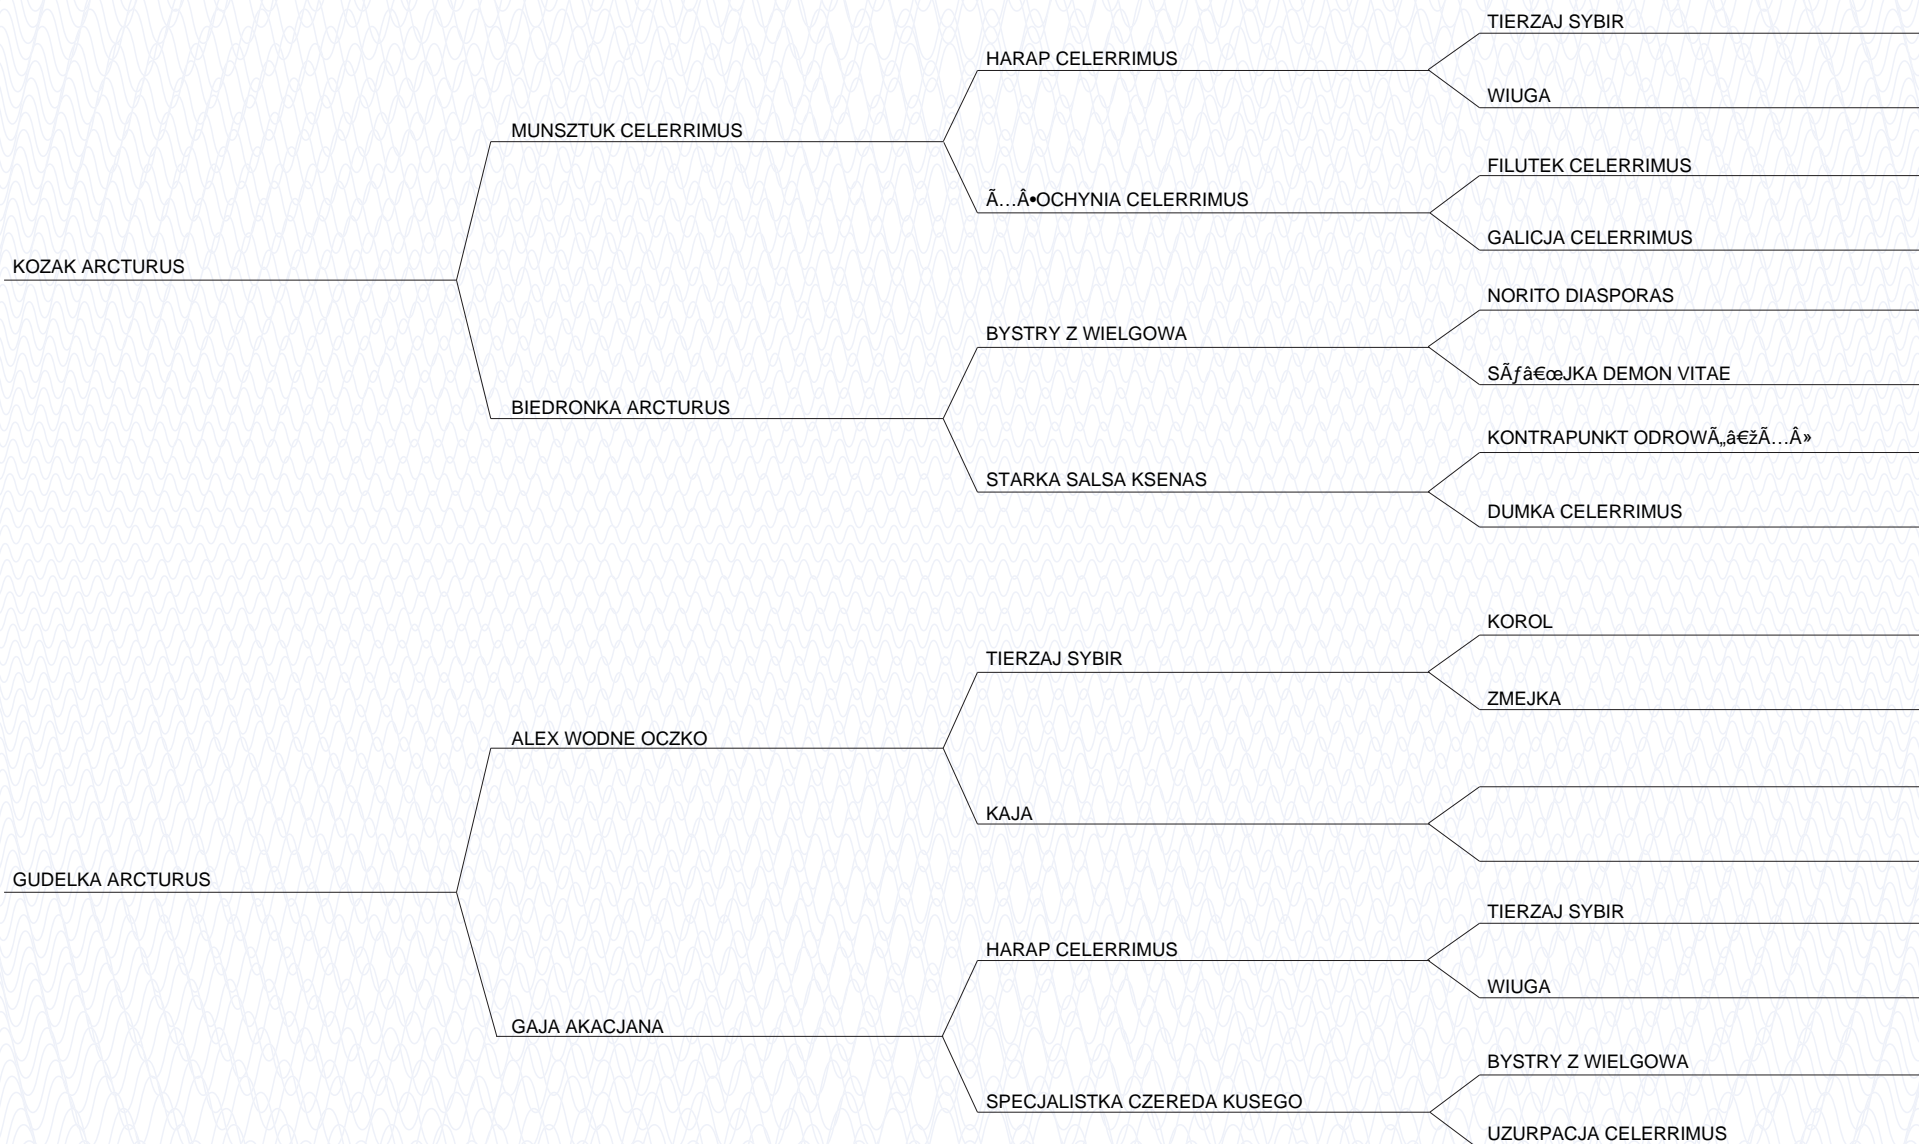 TIERZAJ SYBIR
HARAP CELERRIMUS
WIUGA
MUNSZTUK CELERRIMUS
FILUTEK CELERRIMUS
Ã…Â•OCHYNIA CELERRIMUS
GALICJA CELERRIMUS
KOZAK ARCTURUS
NORITO DIASPORAS
BYSTRY Z WIELGOWA
SÃƒâ€œJKA DEMON VITAE
BIEDRONKA ARCTURUS
KONTRAPUNKT ODROWÃ„â€žÃ…Â»
STARKA SALSA KSENAS
DUMKA CELERRIMUS
KOROL
TIERZAJ SYBIR
ZMEJKA
ALEX WODNE OCZKO
KAJA
GUDELKA ARCTURUS
TIERZAJ SYBIR
HARAP CELERRIMUS
WIUGA
GAJA AKACJANA
BYSTRY Z WIELGOWA
SPECJALISTKA CZEREDA KUSEGO
UZURPACJA CELERRIMUS